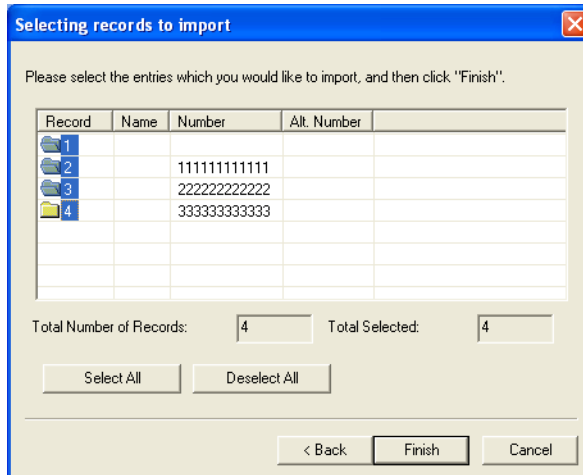 Selecting records to import
Please select the entries which you would like to import, and then click "Finish".
Record Name Number Alt. Number
1
2 111111111111
3 222222222222
4 333333333333
Total Number of Records: 4 Total Selected: 4
Select All Deselect All
< Back Finish Cancel